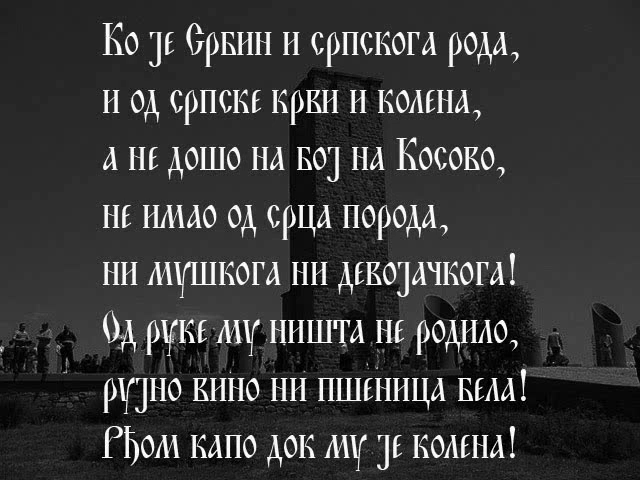 Ко је Србин и српскога рода,
и од српске крви и колена,
а не дошо на бој на Косово,
не имао од срца порода,
ни мушкога ни девојачкога!
Од руке му ништа не родило,
рујно вино ни пшеница бела!
Рђом капо док му је колена!